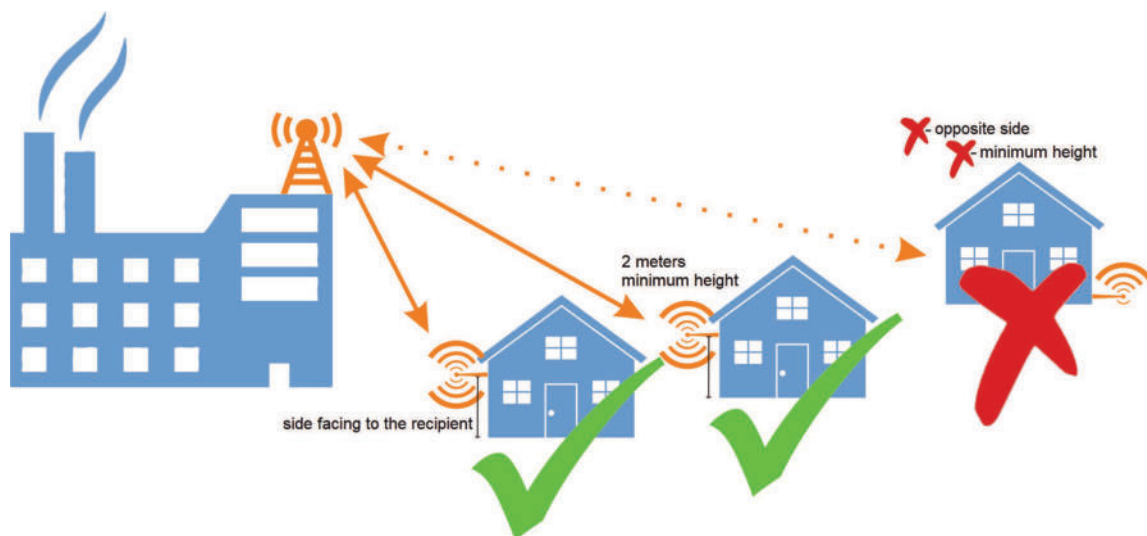 - opposite side
- minimum height
2 meters
minimum height
side facing to the recipient